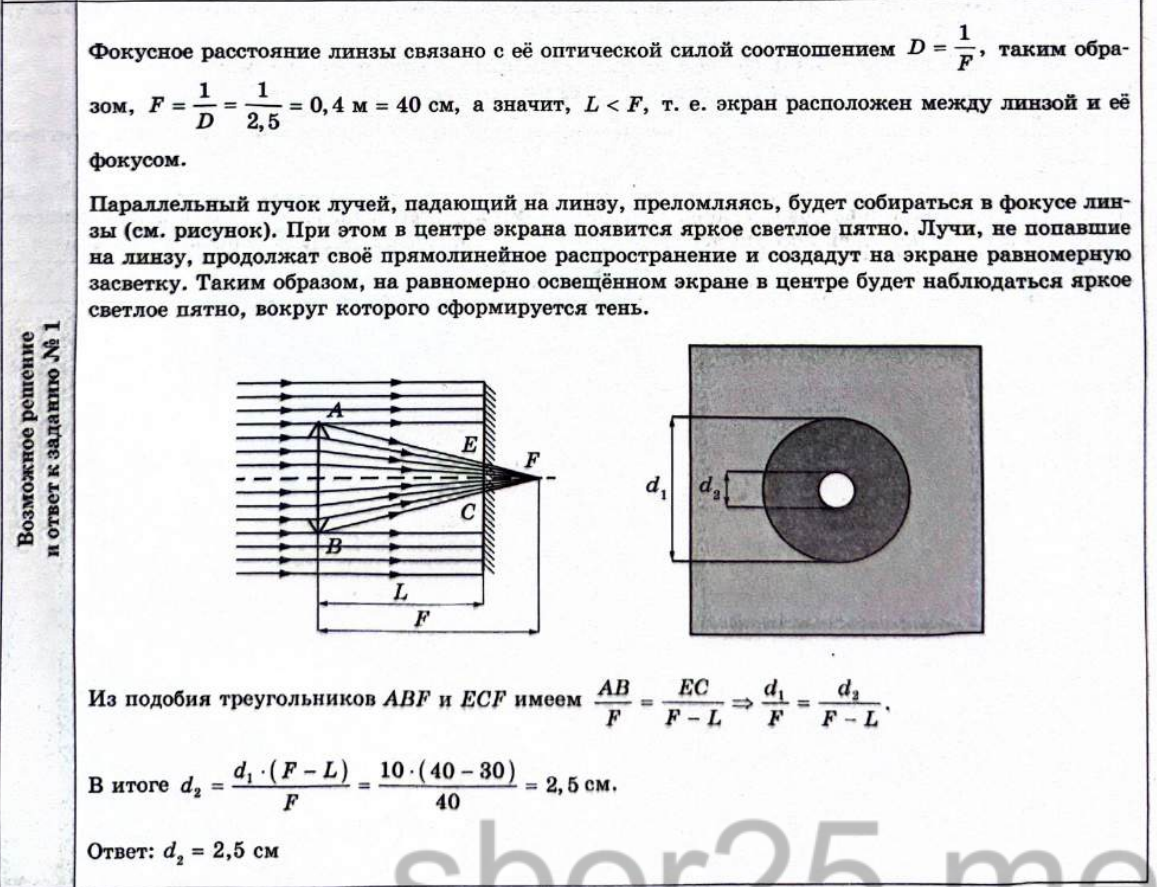 Возможное решение
и ответ к заданию № 1
Фокусное расстояние линзы связано с её оптической силой соотношением D = 1/F, таким обра-
зом, F = 1/D = 1/2,5 = 0,4 м = 40 см, а значит, L < F, т. е. экран расположен между линзой и её
фокусом.
Параллельный пучок лучей, падающий на линзу, преломляясь, будет собираться в фокусе лин-
зы (см. рисунок). При этом в центре экрана появится яркое светлое пятно. Лучи, не попавшие
на линзу, продолжат своё прямолинейное распространение и создадут на экране равномерную
засветку. Таким образом, на равномерно освещённом экране в центре будет наблюдаться яркое
светлое пятно, вокруг которого сформируется тень.
A
E
F
C
B
L
F
d₁
d₂
Из подобия треугольников ABF и ECF имеем AB/F = EC/(F – L) ⇒ d₁/F = d₂/(F – L).
В итоге d₂ = d₁ · (F – L)/F = 10 · (40 – 30)/40 = 2,5 см.
Ответ: d₂ = 2,5 см